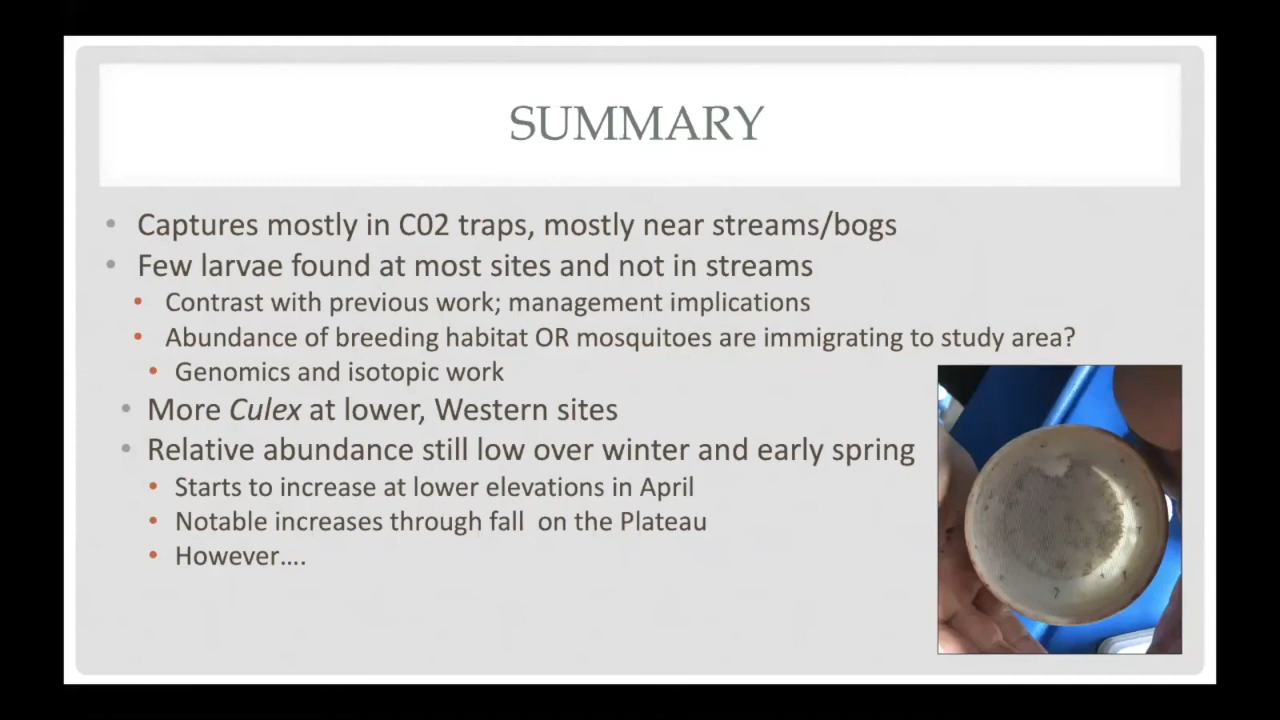 SUMMARY
• Captures mostly in C02 traps, mostly near streams/bogs
• Few larvae found at most sites and not in streams
• Contrast with previous work; management implications
• Abundance of breeding habitat OR mosquitoes are immigrating to study area?
• Genomics and isotopic work
• More Culex at lower, Western sites
• Relative abundance still low over winter and early spring
• Starts to increase at lower elevations in April
• Notable increases through fall  on the Plateau
• However….